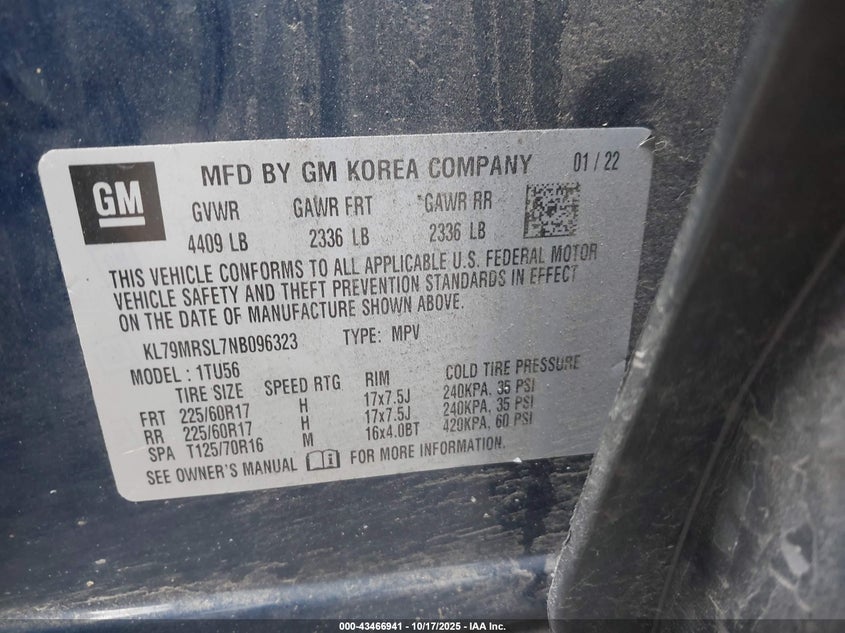 GM
MFD BY GM KOREA COMPANY 01 / 22
GVWR GAWR FRT GAWR RR
4409 LB 2336 LB 2336 LB
THIS VEHICLE CONFORMS TO ALL APPLICABLE U.S. FEDERAL MOTOR
VEHICLE SAFETY AND THEFT PREVENTION STANDARDS IN EFFECT
ON THE DATE OF MANUFACTURE SHOWN ABOVE.
KL79MRSL7NB096323 TYPE: MPV
MODEL : 1TU56
TIRE SIZE SPEED RTG RIM COLD TIRE PRESSURE
FRT 225/60R17 H 17x7.5J 240KPA, 35 PSI
RR 225/60R17 H 17x7.5J 240KPA, 35 PSI
SPA T125/70R16 M 16x4.0BT 420KPA, 60 PSI
SEE OWNER'S MANUAL FOR MORE INFORMATION.
000-43466941 - 10/17/2025 - IAA Inc.